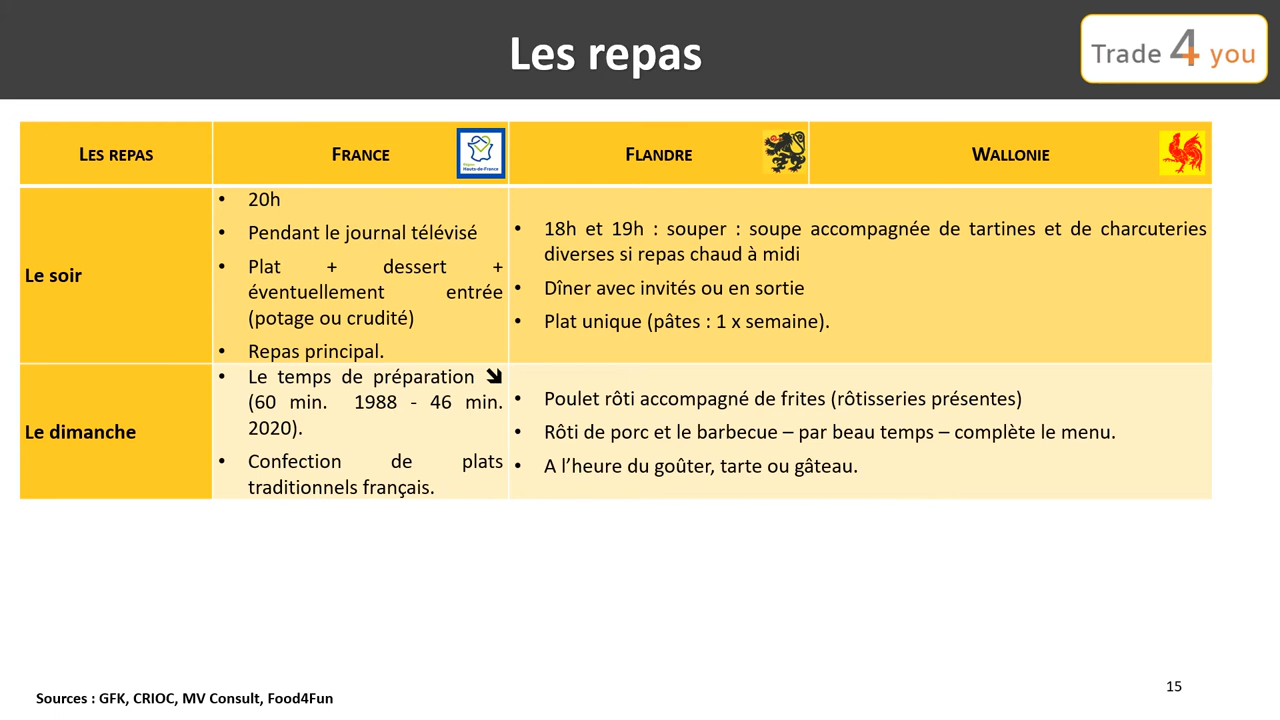 Les repas
Trade 4 you
LES REPAS
FRANCE
Région
Hauts-de-France
FLANDRE
WALLONIE
Le soir
• 20h
• Pendant le journal télévisé
• Plat + dessert +
éventuellement entrée
(potage ou crudité)
• Repas principal.
• 18h et 19h : souper : soupe accompagnée de tartines et de charcuteries
diverses si repas chaud à midi
• Dîner avec invités ou en sortie
• Plat unique (pâtes : 1 x semaine).
Le dimanche
• Le temps de préparation ➘
(60 min. 1988 - 46 min.
2020).
• Confection de plats
traditionnels français.
• Poulet rôti accompagné de frites (rôtisseries présentes)
• Rôti de porc et le barbecue – par beau temps – complète le menu.
• A l’heure du goûter, tarte ou gâteau.
Sources : GFK, CRIOC, MV Consult, Food4Fun
15